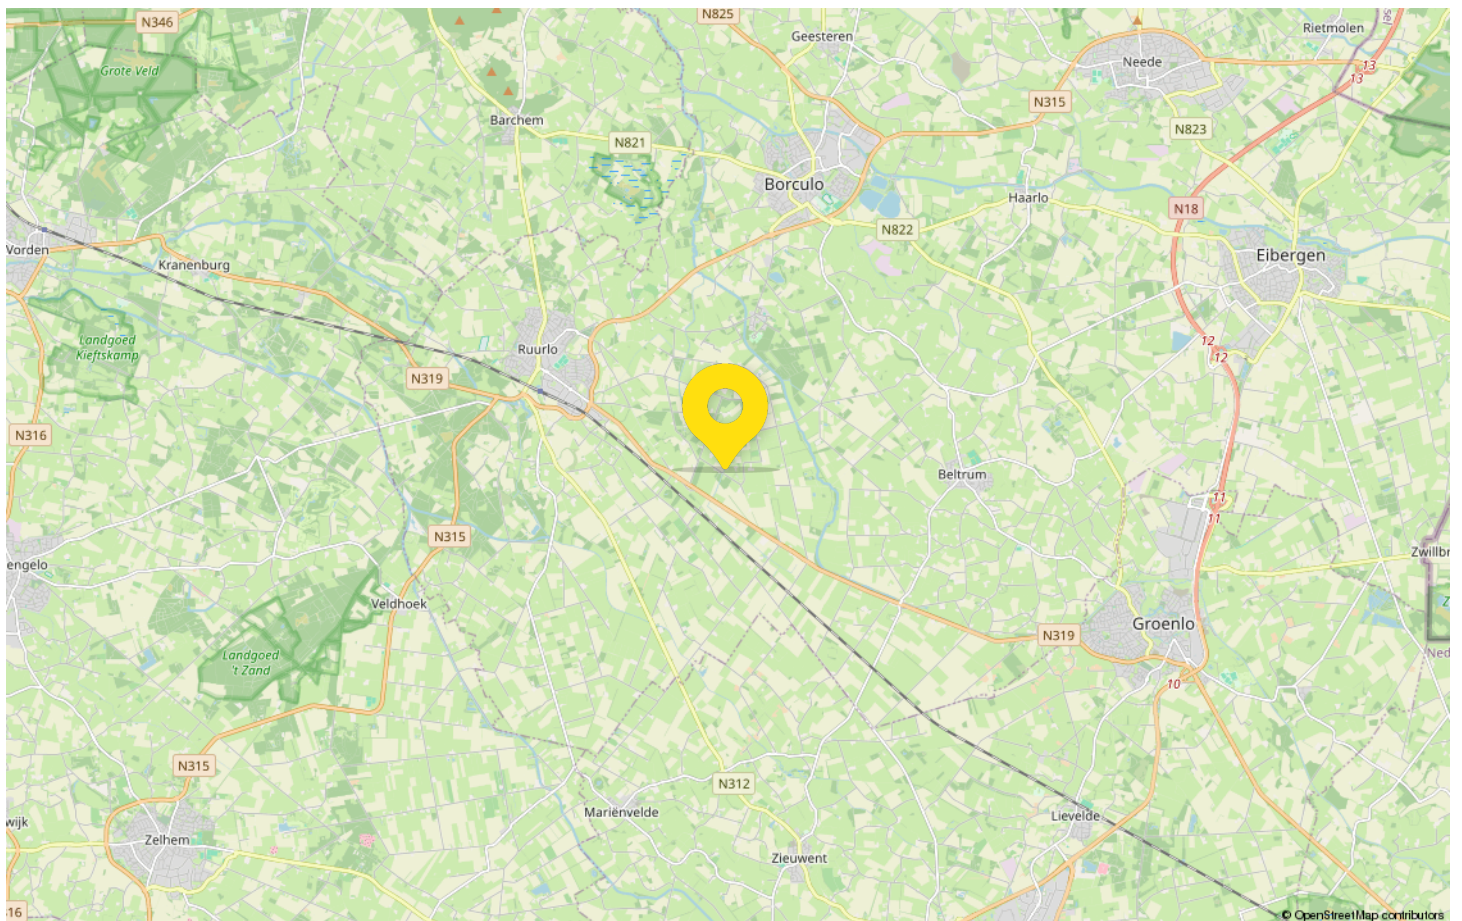 N346
N825
Geesteren
Rietmolen
sel
Grote Veld
Neede
13
13
N315
Barchem
N821
N823
Borculo
Haarlo
N18
N822
Vorden
Kranenburg
Eibergen
Landgoed
Kieftskamp
Ruurlo
12
12
N319
N316
Beltrum
11
11
N315
Zwillbr
engelo
Veldhoek
Z
Groenlo
N319
Ned
Landgoed
't Zand
10
N315
N312
Mariënvelde
Lievelde
wijk
Zelhem
Zieuwent
16
© OpenStreetMap contributors